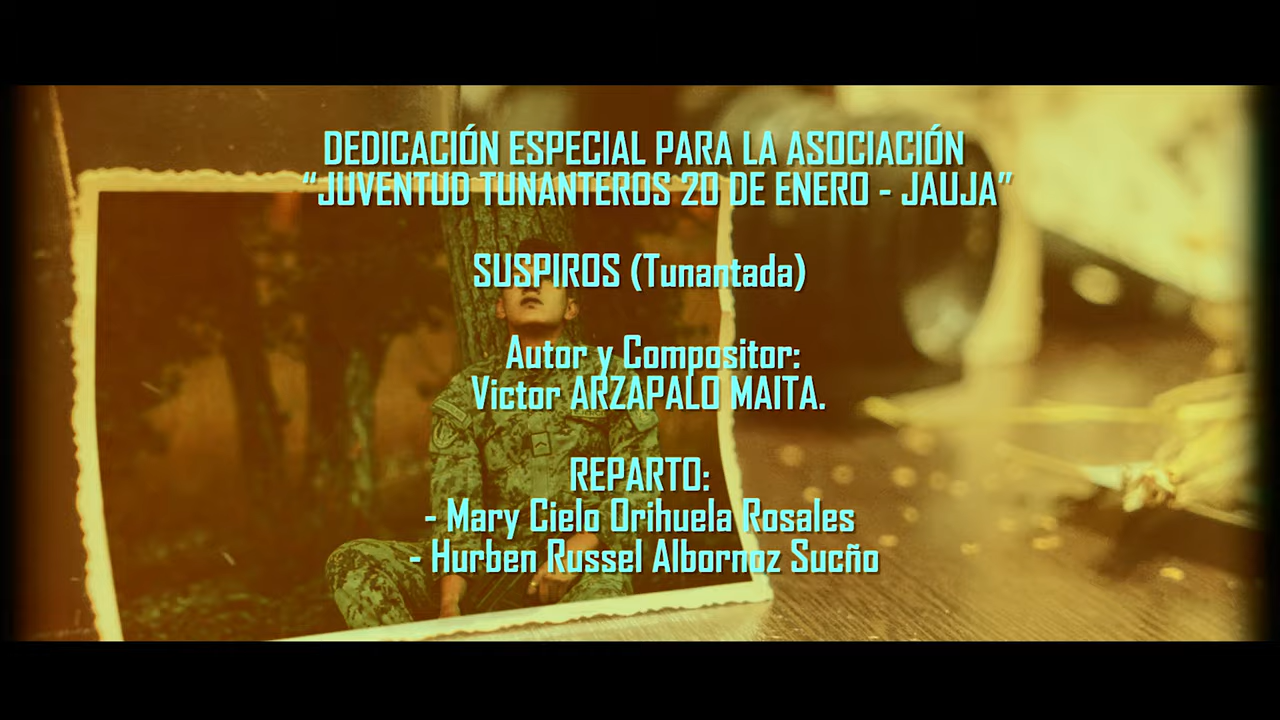 DEDICACIÓN ESPECIAL PARA LA ASOCIACIÓN
“JUVENTUD TUNANTEROS 20 DE ENERO - JAUJA”
SUSPIROS (Tunantada)
Autor y Compositor:
Victor ARZAPALO MAITA.
REPARTO:
- Mary Cielo Orihuela Rosales
- Hurben Russel Albornoz Sucño